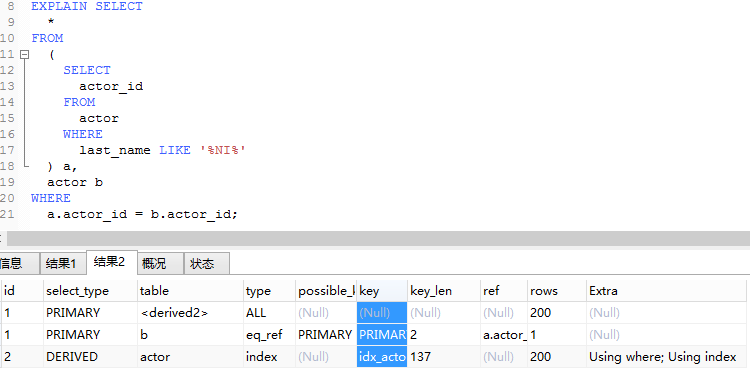 8 EXPLAIN SELECT
9 *
10 FROM
11 (
12 SELECT
13 actor_id
14 FROM
15 actor
16 WHERE
17 last_name LIKE '%NI%'
18 ) a,
19 actor b
20 WHERE
21 a.actor_id = b.actor_id;
信息 结果1 结果2 概况 状态
id select_type table type possible_k key key_len ref rows Extra
1 PRIMARY <derived2> ALL (Null) (Null) (Null) (Null) 200 (Null)
1 PRIMARY b eq_ref PRIMARY PRIMAR 2 a.actor_ 1 (Null)
2 DERIVED actor index (Null) idx_acto 137 (Null) 200 Using where; Using index